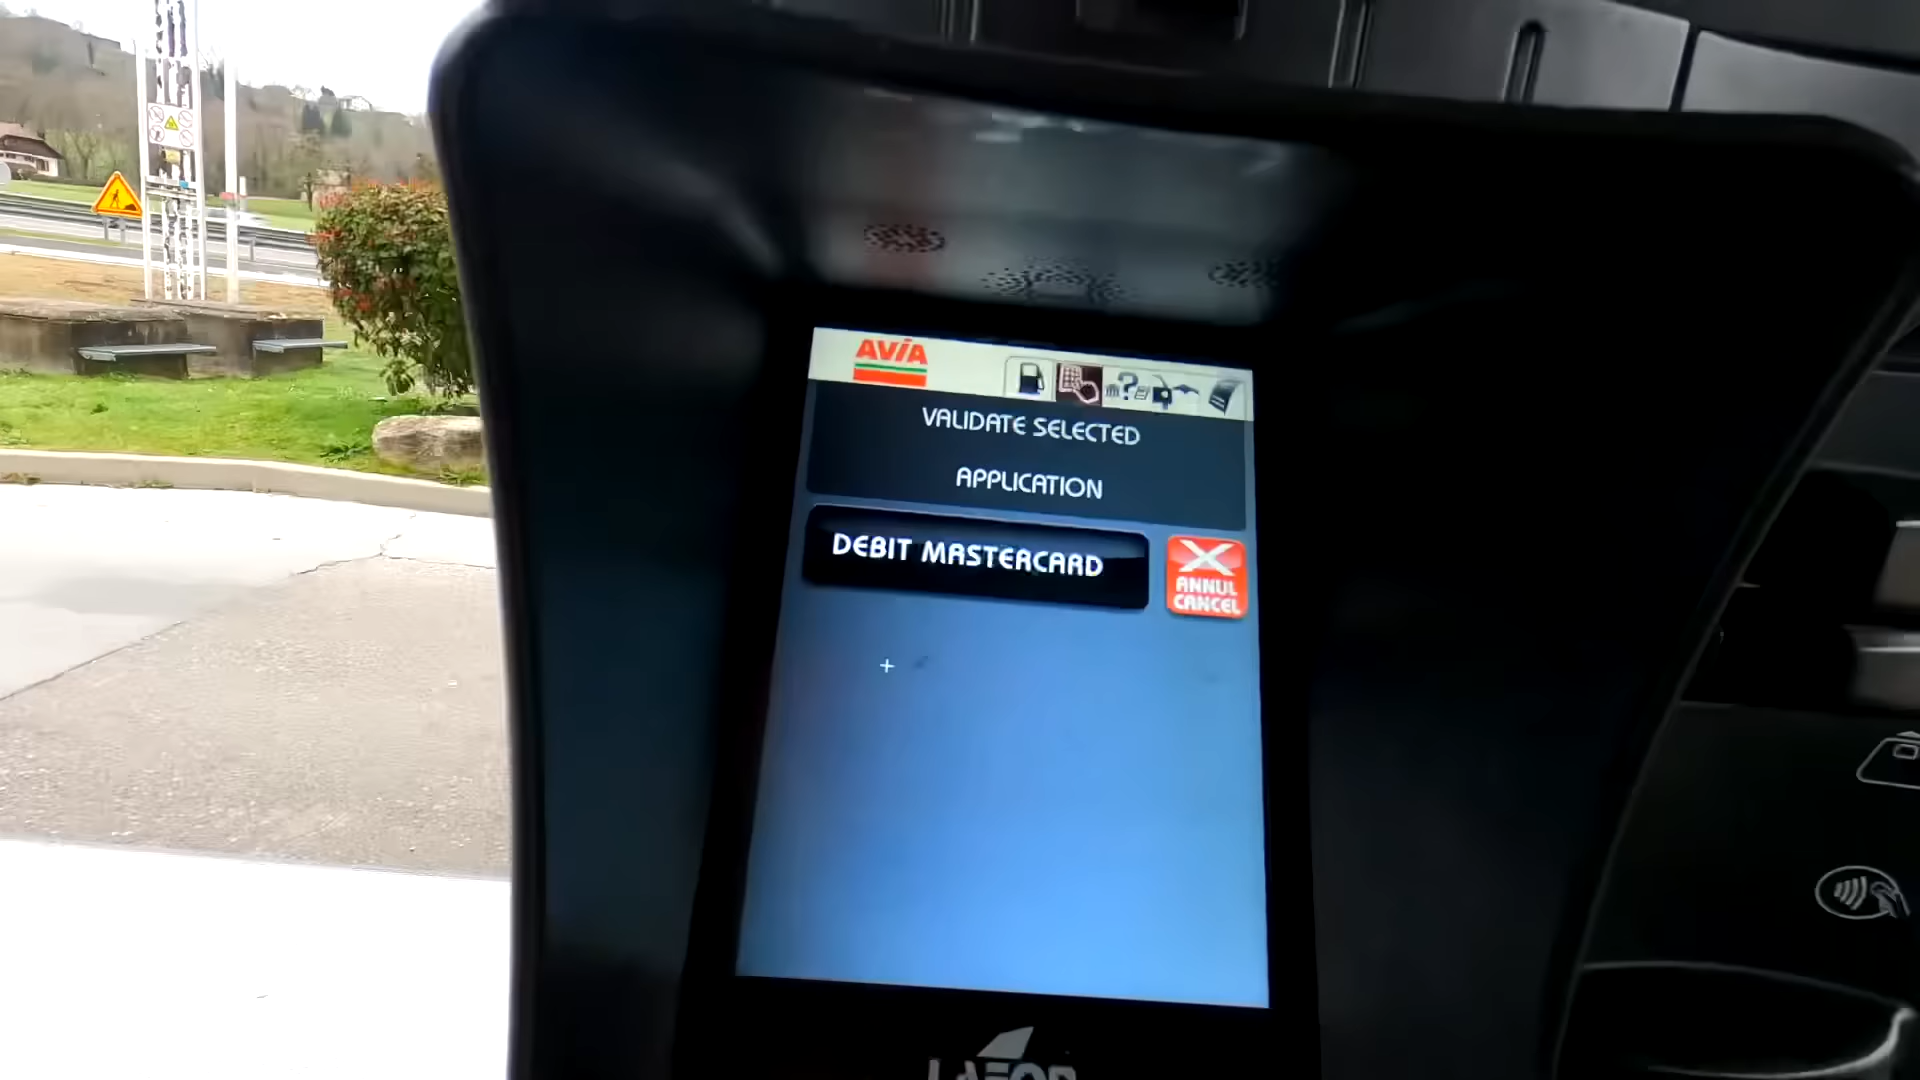 AVIA
VALIDATE SELECTED
APPLICATION
DEBIT MASTERCARD
ANNUL
CANCEL